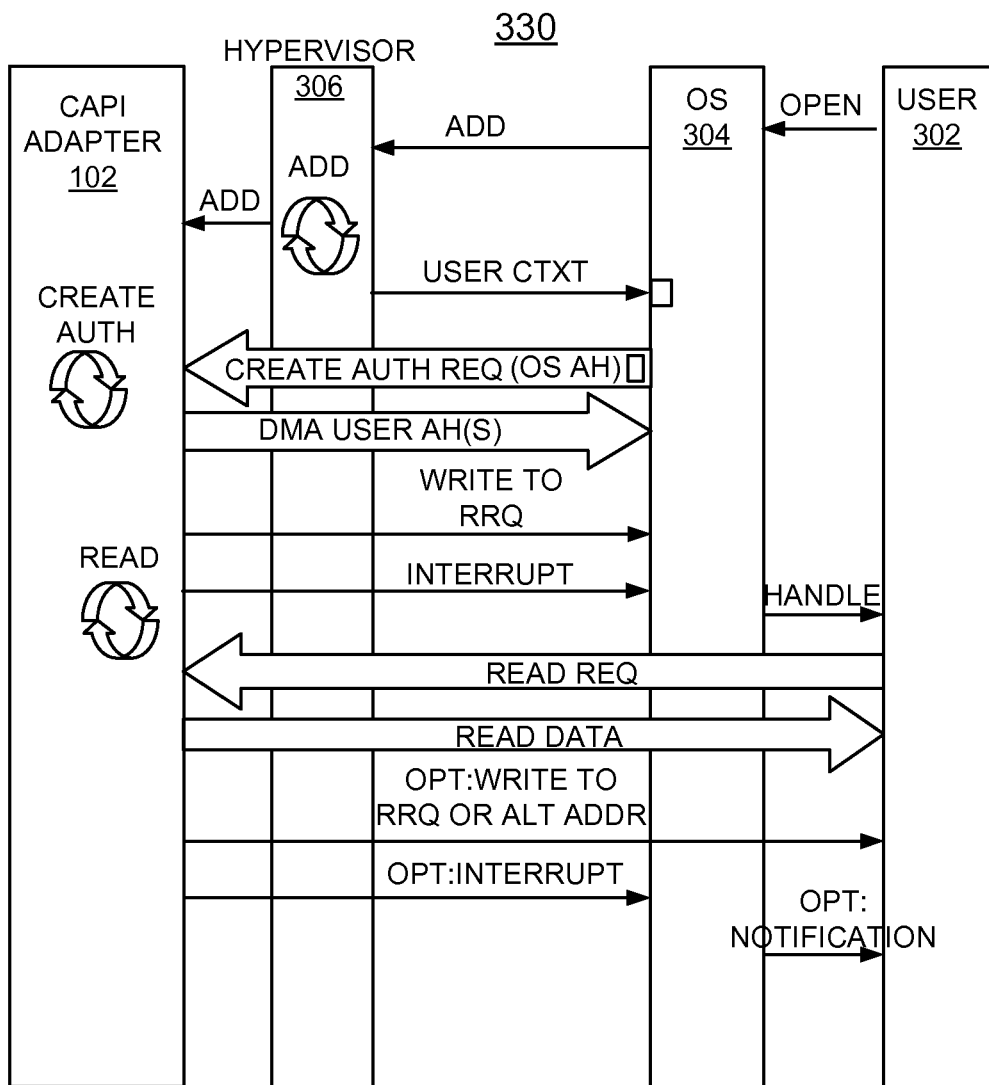 330
HYPERVISOR
306
CAPI
ADAPTER
102
OS
304
USER
302
OPEN
ADD
ADD
ADD
USER CTXT
CREATE
AUTH
CREATE AUTH REQ (OS AH)
DMA USER AH(S)
WRITE TO
RRQ
READ
INTERRUPT
HANDLE
READ REQ
READ DATA
OPT:WRITE TO
RRQ OR ALT ADDR
OPT:INTERRUPT
OPT:
NOTIFICATION